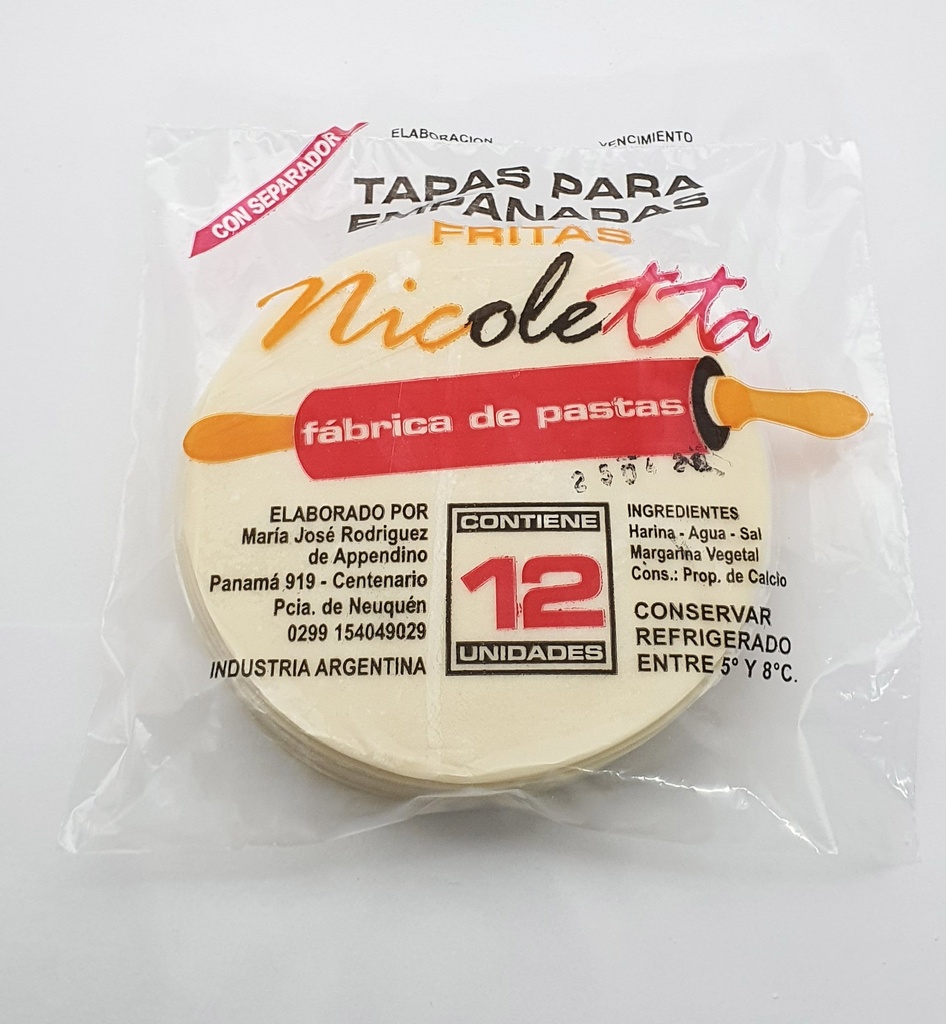 ELABORACION VENCIMIENTO
CON SEPARADOR
TAPAS PARA
EMPANADAS
FRITAS
Nicoletta
fábrica de pastas
ELABORADO POR
María José Rodriguez
de Appendino
Panamá 919 - Centenario
Pcia. de Neuquén
0299 154049029
INDUSTRIA ARGENTINA
CONTIENE
12
UNIDADES
INGREDIENTES
Harina - Agua - Sal
Margarina Vegetal
Cons.: Prop. de Calcio
CONSERVAR
REFRIGERADO
ENTRE 5º Y 8ºC.